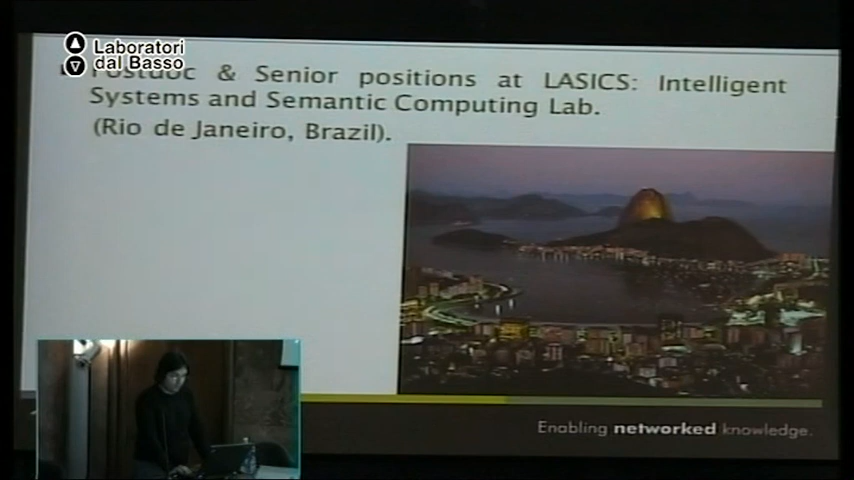 Laboratori
dal Basso
Postdoc & Senior positions at LASICS: Intelligent
Systems and Semantic Computing Lab.
(Rio de Janeiro, Brazil).
Enabling networked knowledge.